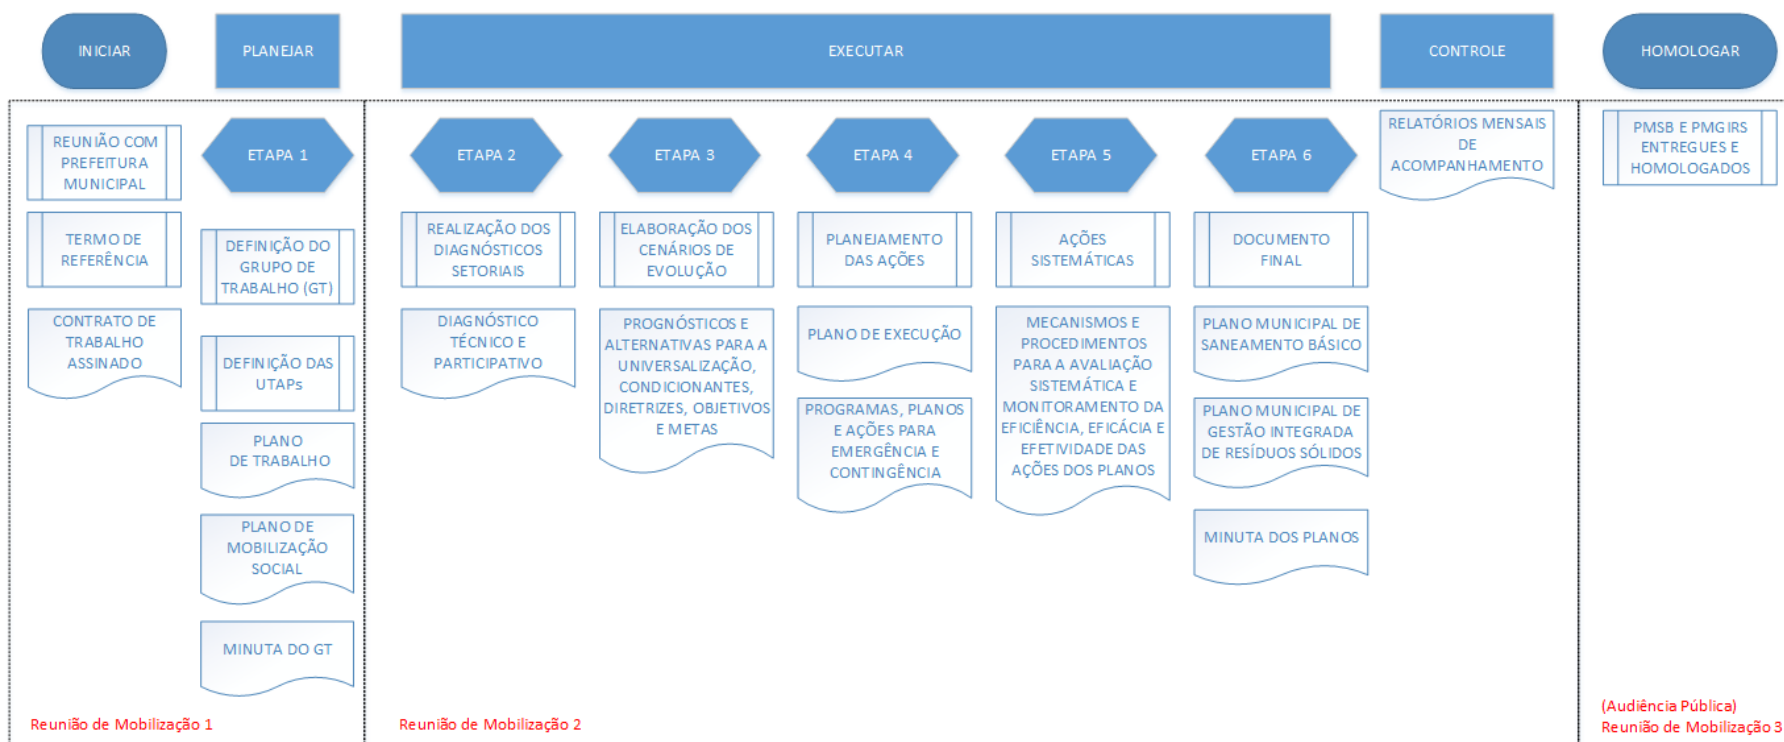 INICIAR
PLANEJAR
EXECUTAR
CONTROLE
HOMOLOGAR
REUNIÃO COM
PREFEITURA
MUNICIPAL
TERMO DE
REFERÊNCIA
CONTRATO DE
TRABALHO
ASSINADO
ETAPA 1
DEFINIÇÃO DO
GRUPO DE
TRABALHO (GT)
DEFINIÇÃO DAS
UTAPs
PLANO
DE TRABALHO
PLANO DE
MOBILIZAÇÃO
SOCIAL
MINUTA DO GT
ETAPA 2
REALIZAÇÃO DOS
DIAGNÓSTICOS
SETORIAIS
DIAGNÓSTICO
TÉCNICO E
PARTICIPATIVO
ETAPA 3
ELABORAÇÃO DOS
CENÁRIOS DE
EVOLUÇÃO
PROGNÓSTICOS E
ALTERNATIVAS PARA A
UNIVERSALIZAÇÃO,
CONDICIONANTES,
DIRETRIZES, OBJETIVOS
E METAS
ETAPA 4
PLANEJAMENTO
DAS AÇÕES
PLANO DE EXECUÇÃO
PROGRAMAS, PLANOS
E AÇÕES PARA
EMERGÊNCIA E
CONTINGÊNCIA
ETAPA 5
AÇÕES
SISTEMÁTICAS
MECANISMOS E
PROCEDIMENTOS
PARA A AVALIAÇÃO
SISTEMÁTICA E
MONITORAMENTO DA
EFICIÊNCIA, EFICÁCIA E
EFETIVIDADE DAS
AÇÕES DOS PLANOS
ETAPA 6
DOCUMENTO
FINAL
PLANO MUNICIPAL DE
SANEAMENTO BÁSICO
PLANO MUNICIPAL DE
GESTÃO INTEGRADA
DE RESÍDUOS SÓLIDOS
MINUTA DOS PLANOS
RELATÓRIOS MENSAIS
DE
ACOMPANHAMENTO
PMSB E PMGIRS
ENTREGUES E
HOMOLOGADOS
Reunião de Mobilização 1
Reunião de Mobilização 2
(Audiência Pública)
Reunião de Mobilização 3